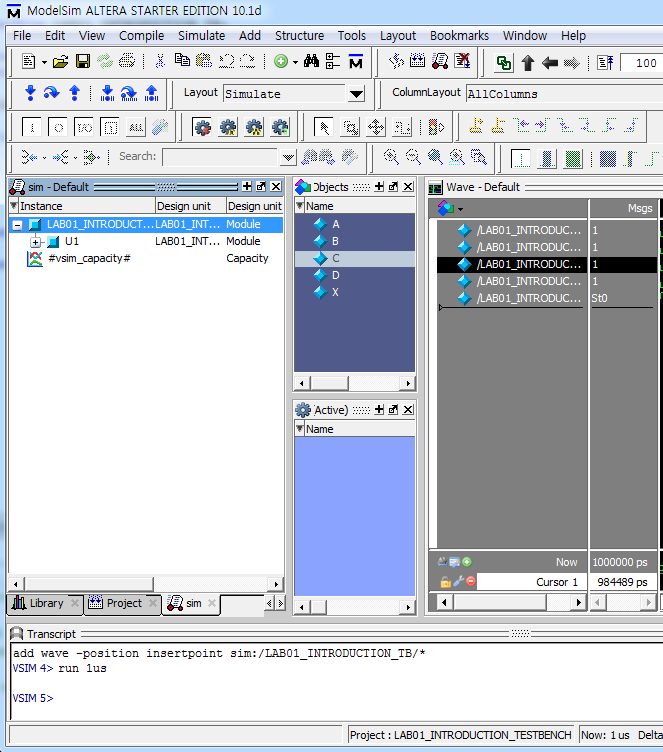 ModelSim ALTERA STARTER EDITION 10.1d
File Edit View Compile Simulate Add Structure Tools Layout Bookmarks Window Help
100
Layout Simulate ColumnLayout AllColumns
Search:
sim - Default
Instance Design unit Design unit
LAB01_INTRODUCT... LAB01_INT... Module
U1 LAB01_INT... Module
#vsim_capacity# Capacity
Objects
Name
A
B
C
D
X
Active)
Name
Wave - Default
Msgs
/LAB01_INTRODUC... 1
/LAB01_INTRODUC... 1
/LAB01_INTRODUC... 1
/LAB01_INTRODUC... 1
/LAB01_INTRODUC... St0
Now 1000000 ps
Cursor 1 984489 ps
Library Project sim
Transcript
add wave -position insertpoint sim:/LAB01_INTRODUCTION_TB/*
VSIM 4> run 1us
VSIM 5>
Project : LAB01_INTRODUCTION_TESTBENCH Now: 1 us Delta